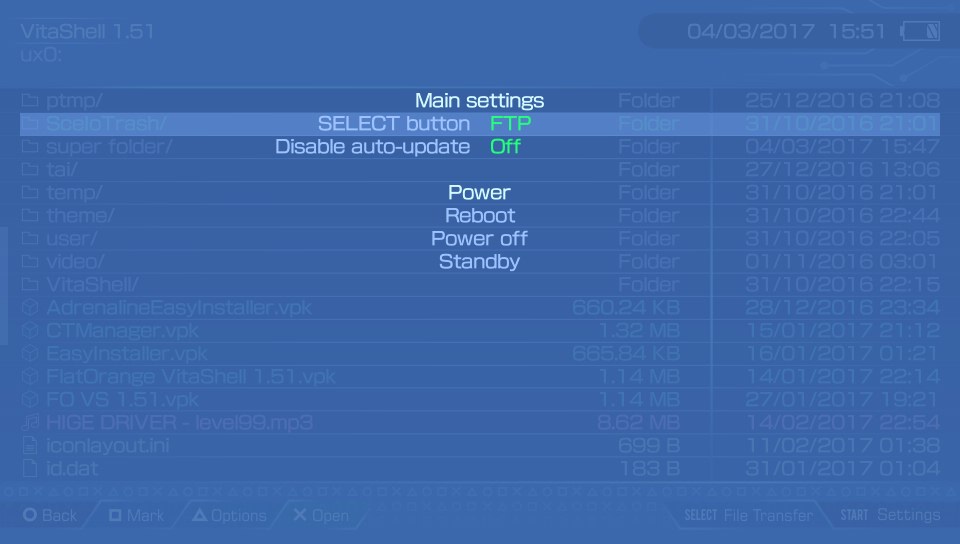 VitaShell 1.51 04/03/2017 15:51
ux0:
ptmp/ Main settings Folder 25/12/2016 21:08
SceIoTrash/ SELECT button FTP Folder 31/10/2016 21:01
super folder/ Disable auto-update Off Folder 04/03/2017 15:47
tai/ Folder 27/12/2016 13:06
temp/ Power Folder 31/10/2016 21:01
theme/ Reboot Folder 31/10/2016 22:44
user/ Power off Folder 31/10/2016 22:05
video/ Standby Folder 01/11/2016 03:01
VitaShell/ Folder 31/10/2016 22:15
AdrenalineEasyInstaller.vpk 660.24 KB 28/12/2016 23:34
CTManager.vpk 1.32 MB 15/01/2017 21:12
EasyInstaller.vpk 665.84 KB 16/01/2017 01:21
FlatOrange VitaShell 1.51.vpk 1.14 MB 14/01/2017 22:14
FO VS 1.51.vpk 1.14 MB 27/01/2017 19:21
HIGE DRIVER - level99.mp3 8.62 MB 14/02/2017 22:54
iconlayout.ini 699 B 11/02/2017 01:38
id.dat 183 B 31/01/2017 01:04
Back Mark Options Open SELECT File Transfer START Settings